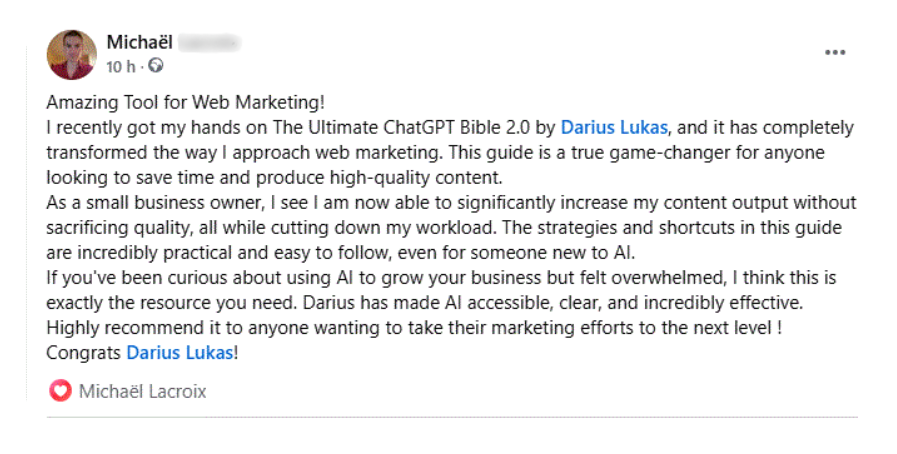 Michaël
10 h ·
Amazing Tool for Web Marketing!
I recently got my hands on The Ultimate ChatGPT Bible 2.0 by Darius Lukas, and it has completely
transformed the way I approach web marketing. This guide is a true game-changer for anyone
looking to save time and produce high-quality content.
As a small business owner, I see I am now able to significantly increase my content output without
sacrificing quality, all while cutting down my workload. The strategies and shortcuts in this guide
are incredibly practical and easy to follow, even for someone new to AI.
If you've been curious about using AI to grow your business but felt overwhelmed, I think this is
exactly the resource you need. Darius has made AI accessible, clear, and incredibly effective.
Highly recommend it to anyone wanting to take their marketing efforts to the next level !
Congrats Darius Lukas!
Michaël Lacroix